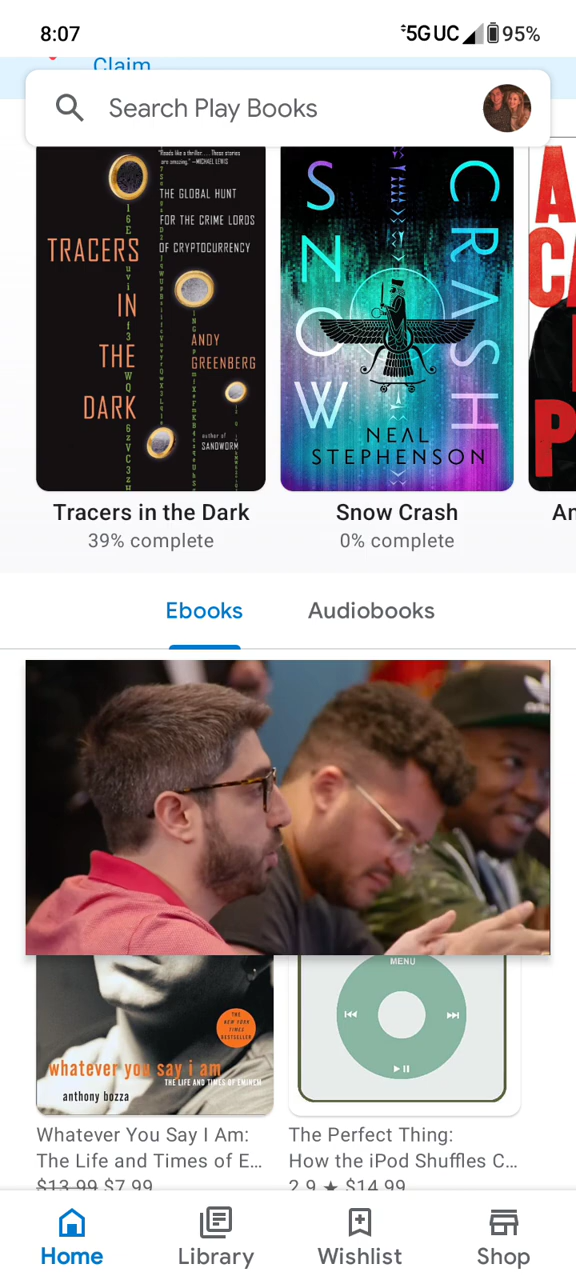 8:07
5G UC 95%
Claim
Search Play Books
"Reads like a thriller. . . . These stories
are amazing." —MICHAEL LEWIS
THE GLOBAL HUNT
FOR THE CRIME LORDS
OF CRYPTOCURRENCY
TRACERS
IN
THE
DARK
ANDY
GREENBERG
author of
SANDWORM
SNOW
CRASH
NEAL
STEPHENSON
A
CA
P
Tracers in the Dark
39% complete
Snow Crash
0% complete
An
Ebooks
Audiobooks
THE
NEW YORK
TIMES
BESTSELLER
whatever you say i am
THE LIFE AND TIMES OF EMINEM
anthony bozza
MENU
Whatever You Say I Am:
The Life and Times of E...
$13.99 $7.99
The Perfect Thing:
How the iPod Shuffles C...
2.9 ★ $14.99
Home
Library
Wishlist
Shop